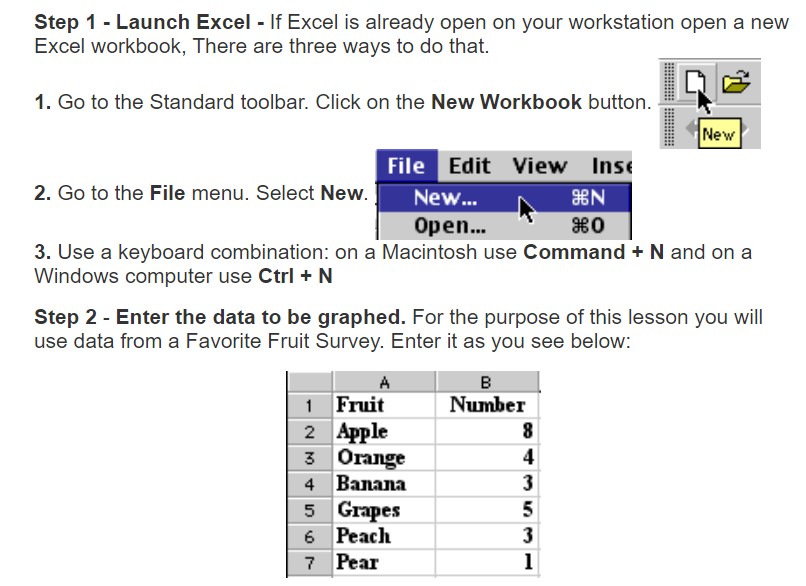 Step 1 - Launch Excel - If Excel is already open on your workstation open a new
Excel workbook, There are three ways to do that.
1. Go to the Standard toolbar. Click on the New Workbook button.
New
2. Go to the File menu. Select New.
File Edit View Inse
New... ⌘N
Open... ⌘O
3. Use a keyboard combination: on a Macintosh use Command + N and on a
Windows computer use Ctrl + N
Step 2 - Enter the data to be graphed. For the purpose of this lesson you will
use data from a Favorite Fruit Survey. Enter it as you see below:
A B
1 Fruit Number
2 Apple 8
3 Orange 4
4 Banana 3
5 Grapes 5
6 Peach 3
7 Pear 1